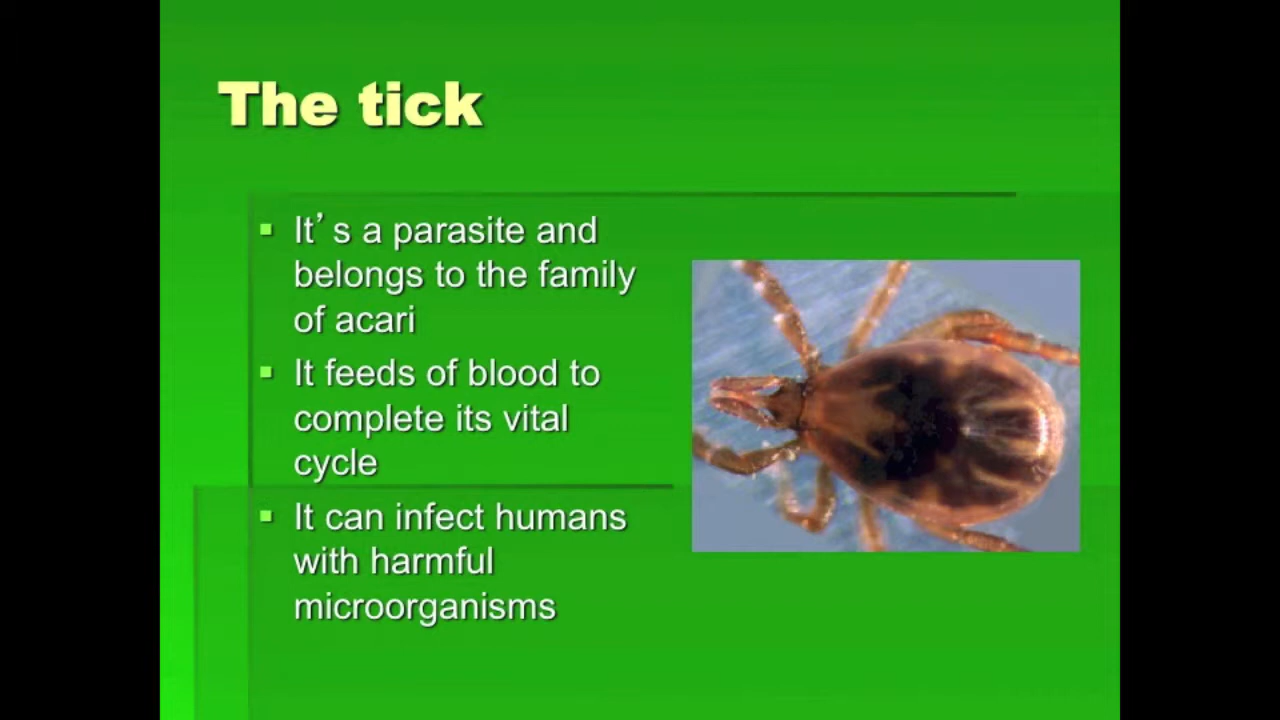 The tick
It’s a parasite and
belongs to the family
of acari
It feeds of blood to
complete its vital
cycle
It can infect humans
with harmful
microorganisms